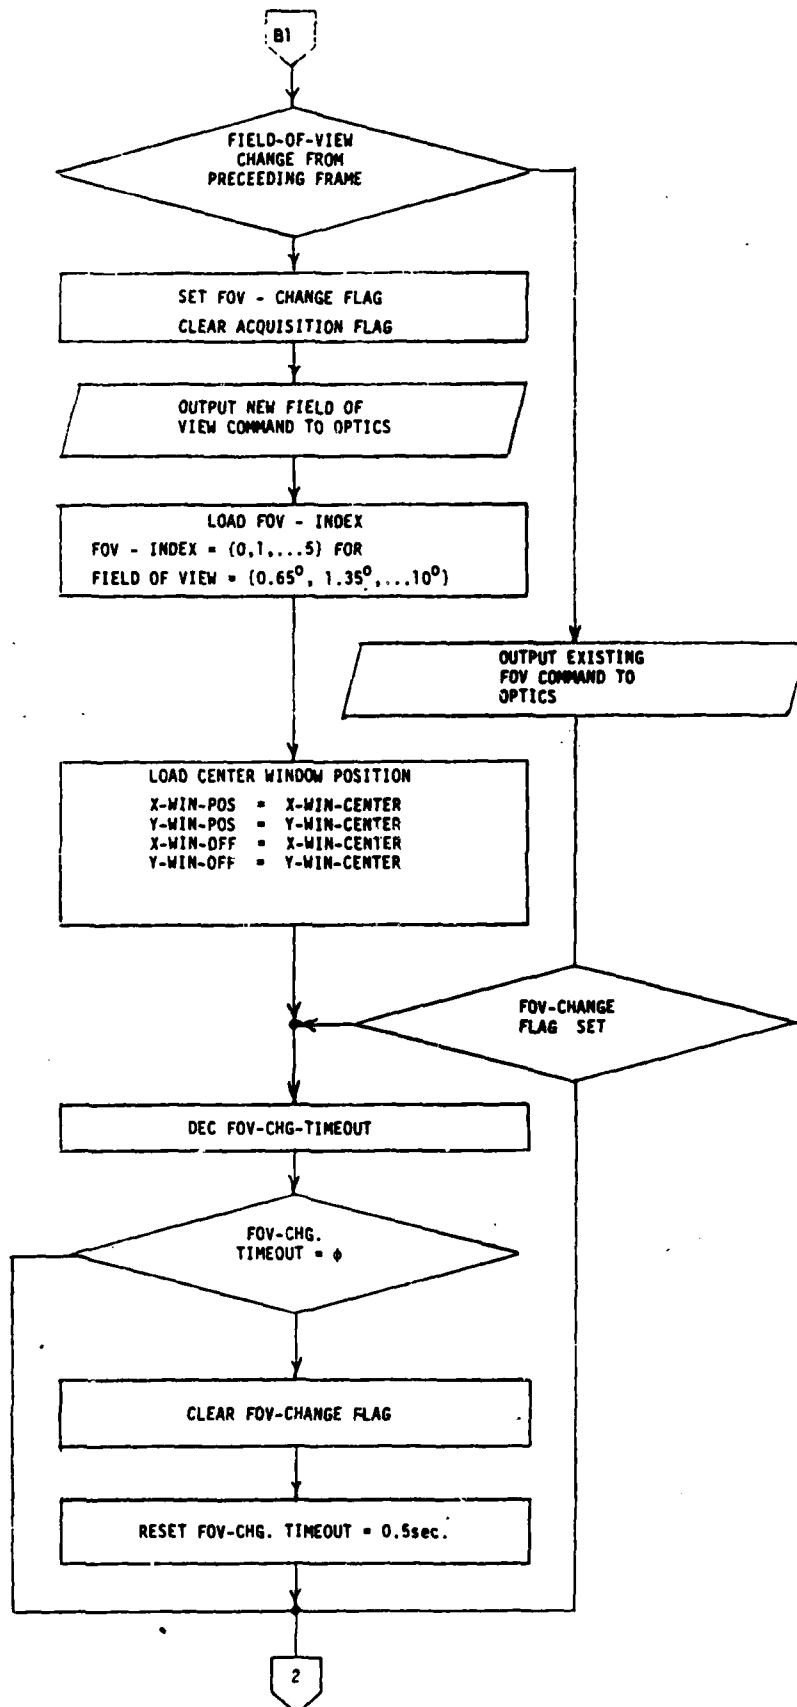 B1
FIELD-OF-VIEW
CHANGE FROM
PRECEEDING FRAME
SET FOV - CHANGE FLAG
CLEAR ACQUISITION FLAG
OUTPUT NEW FIELD OF
VIEW COMMAND TO OPTICS
LOAD FOV - INDEX
FOV - INDEX = (0,1,...5) FOR
FIELD OF VIEW = (0.65⁰, 1.35⁰,...10⁰)
OUTPUT EXISTING
FOV COMMAND TO
OPTICS
LOAD CENTER WINDOW POSITION
X-WIN-POS = X-WIN-CENTER
Y-WIN-POS = Y-WIN-CENTER
X-WIN-OFF = X-WIN-CENTER
Y-WIN-OFF = Y-WIN-CENTER
FOV-CHANGE
FLAG SET
DEC FOV-CHG-TIMEOUT
FOV-CHG.
TIMEOUT = ϕ
CLEAR FOV-CHANGE FLAG
RESET FOV-CHG. TIMEOUT = 0.5sec.
2